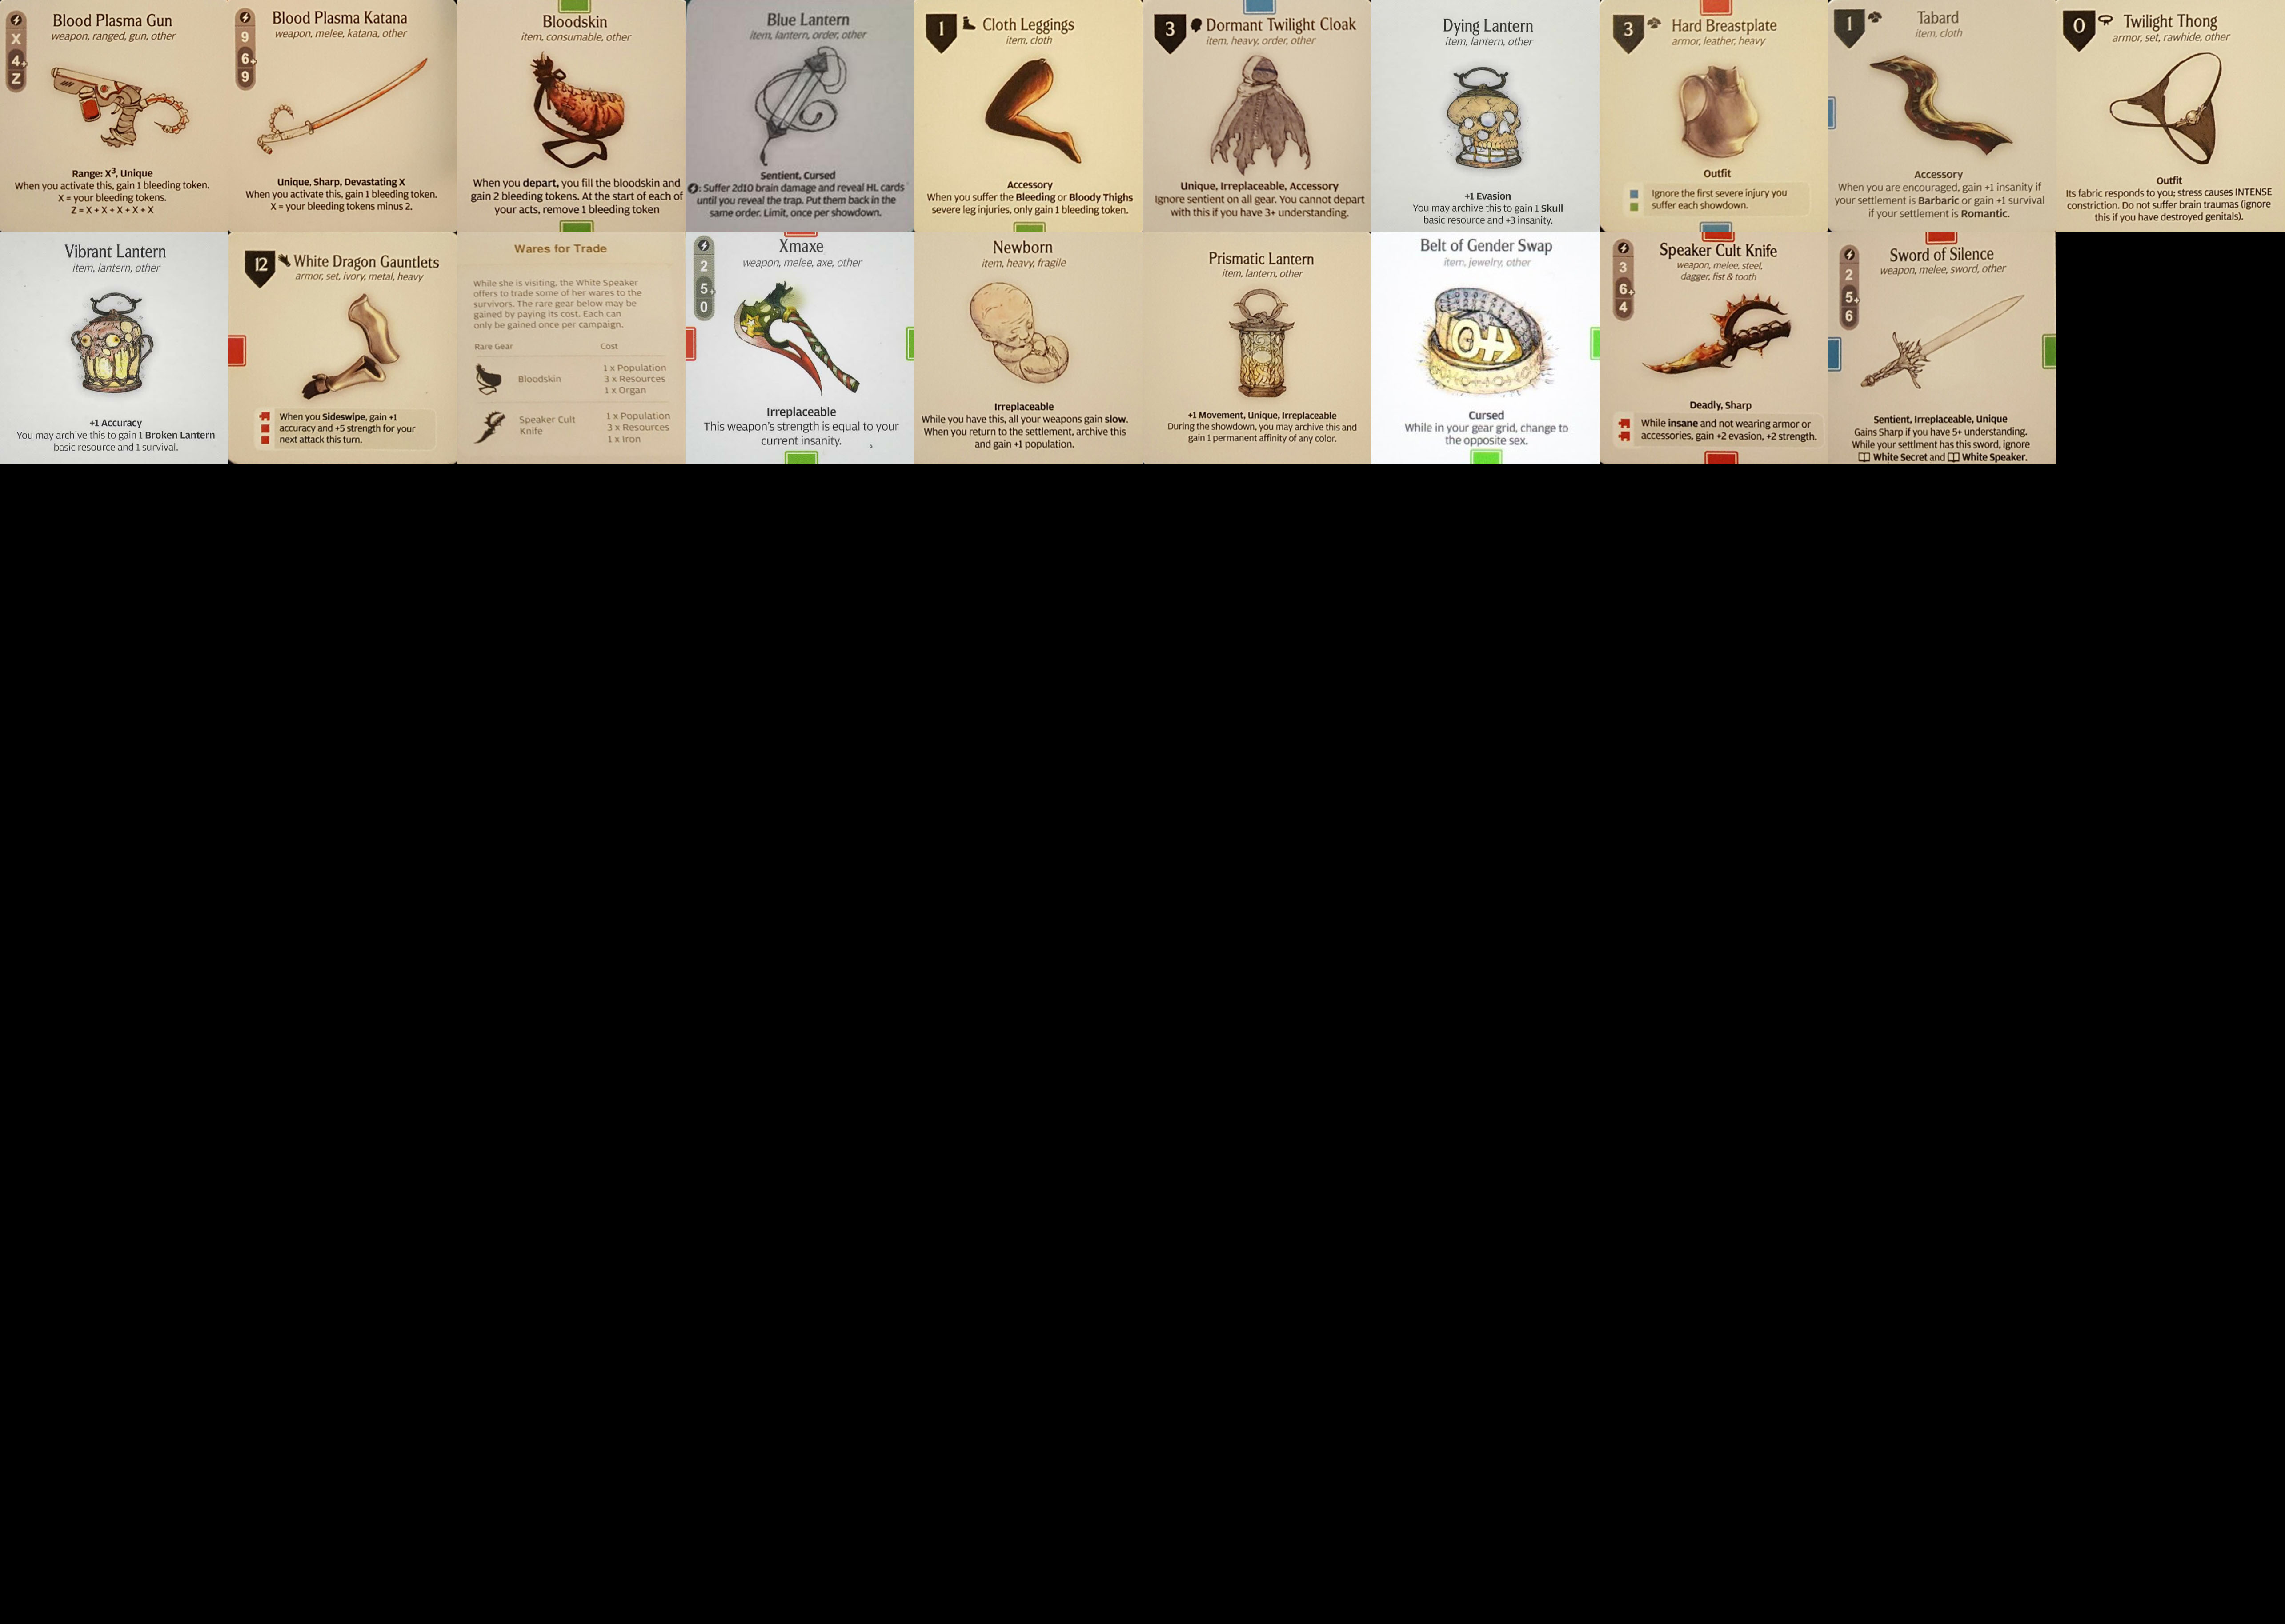 X
4+
Z
Blood Plasma Gun
weapon, ranged, gun, other
Range: X³, Unique
When you activate this, gain 1 bleeding token.
X = your bleeding tokens.
Z = X + X + X + X + X
9
6+
9
Blood Plasma Katana
weapon, melee, katana, other
Unique, Sharp, Devastating X
When you activate this, gain 1 bleeding token.
X = your bleeding tokens minus 2.
Bloodskin
item, consumable, other
When you depart, you fill the bloodskin and
gain 2 bleeding tokens. At the start of each of
your acts, remove 1 bleeding token
Blue Lantern
item, lantern, order, other
Sentient, Cursed
: Suffer 2d10 brain damage and reveal HL cards
until you reveal the trap. Put them back in the
same order. Limit, once per showdown.
1
Cloth Leggings
item, cloth
Accessory
When you suffer the Bleeding or Bloody Thighs
severe leg injuries, only gain 1 bleeding token.
3
Dormant Twilight Cloak
item, heavy, order, other
Unique, Irreplaceable, Accessory
Ignore sentient on all gear. You cannot depart
with this if you have 3+ understanding.
Dying Lantern
item, lantern, other
+1 Evasion
You may archive this to gain 1 Skull
basic resource and +3 insanity.
3
Hard Breastplate
armor, leather, heavy
Outfit
Ignore the first severe injury you
suffer each showdown.
1
Tabard
item, cloth
Accessory
When you are encouraged, gain +1 insanity if
your settlement is Barbaric or gain +1 survival
if your settlement is Romantic.
0
Twilight Thong
armor, set, rawhide, other
Outfit
Its fabric responds to you; stress causes INTENSE
constriction. Do not suffer brain traumas (ignore
this if you have destroyed genitals).
Vibrant Lantern
item, lantern, other
+1 Accuracy
You may archive this to gain 1 Broken Lantern
basic resource and 1 survival.
12
White Dragon Gauntlets
armor, set, ivory, metal, heavy
When you Sideswipe, gain +1
accuracy and +5 strength for your
next attack this turn.
Wares for Trade
While she is visiting, the White Speaker
offers to trade some of her wares to the
survivors. The rare gear below may be
gained by paying its cost. Each can
only be gained once per campaign.
Rare Gear Cost
Bloodskin
1 x Population
3 x Resources
1 x Organ
Speaker Cult
Knife
1 x Population
3 x Resources
1 x Iron
2
5+
0
Xmaxe
weapon, melee, axe, other
Irreplaceable
This weapon's strength is equal to your
current insanity.
Newborn
item, heavy, fragile
Irreplaceable
While you have this, all your weapons gain slow.
When you return to the settlement, archive this
and gain +1 population.
Prismatic Lantern
item, lantern, other
+1 Movement, Unique, Irreplaceable
During the showdown, you may archive this and
gain 1 permanent affinity of any color.
Belt of Gender Swap
item, jewelry, other
Cursed
While in your gear grid, change to
the opposite sex.
3
6+
4
Speaker Cult Knife
weapon, melee, steel,
dagger, fist & tooth
Deadly, Sharp
While insane and not wearing armor or
accessories, gain +2 evasion, +2 strength.
2
5+
6
Sword of Silence
weapon, melee, sword, other
Sentient, Irreplaceable, Unique
Gains Sharp if you have 5+ understanding.
While your settlment has this sword, ignore
White Secret and White Speaker.